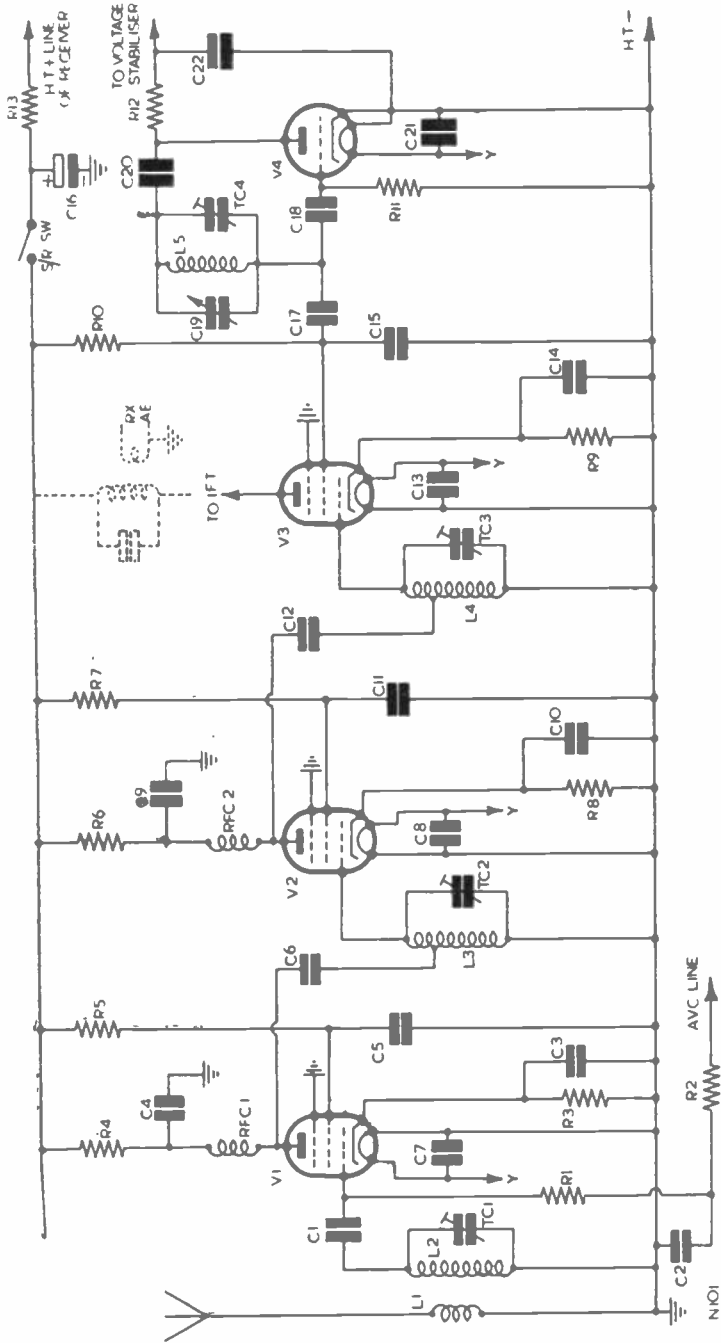 R13
HT+ LINE
OF RECEIVER
C16
S/R SW
TO VOLTAGE
STABILISER
R12
C22
C20
R4
C4
R5
R6
C9
R7
R10
RX
AE
L5
TC4
C19
RFC1
RFC2
TO IFT
V1
V2
V3
V4
C6
C12
C17
C18
C1
C5
C11
C15
R11
C21
Y
L2
TC1
C7
Y
R3
C3
L3
TC2
C8
Y
R8
C10
L4
TC3
C13
Y
R9
C14
R1
L1
HT-
C2
R2
AVC LINE
N101